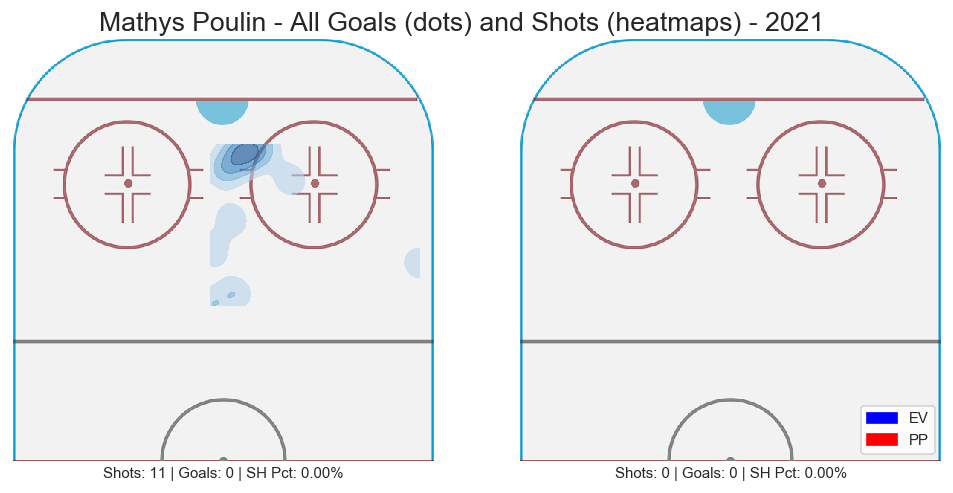 Mathys Poulin - All Goals (dots) and Shots (heatmaps) - 2021
EV
PP
Shots: 11 | Goals: 0 | SH Pct: 0.00%
Shots: 0 | Goals: 0 | SH Pct: 0.00%